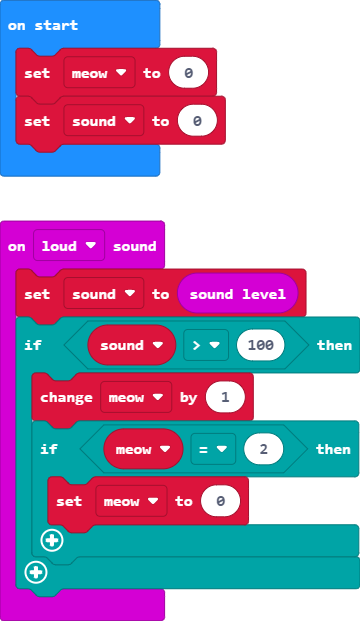 on start
set meow to 0
set sound to 0
on loud sound
set sound to sound level
if sound > 100 then
change meow by 1
if meow = 2 then
set meow to 0